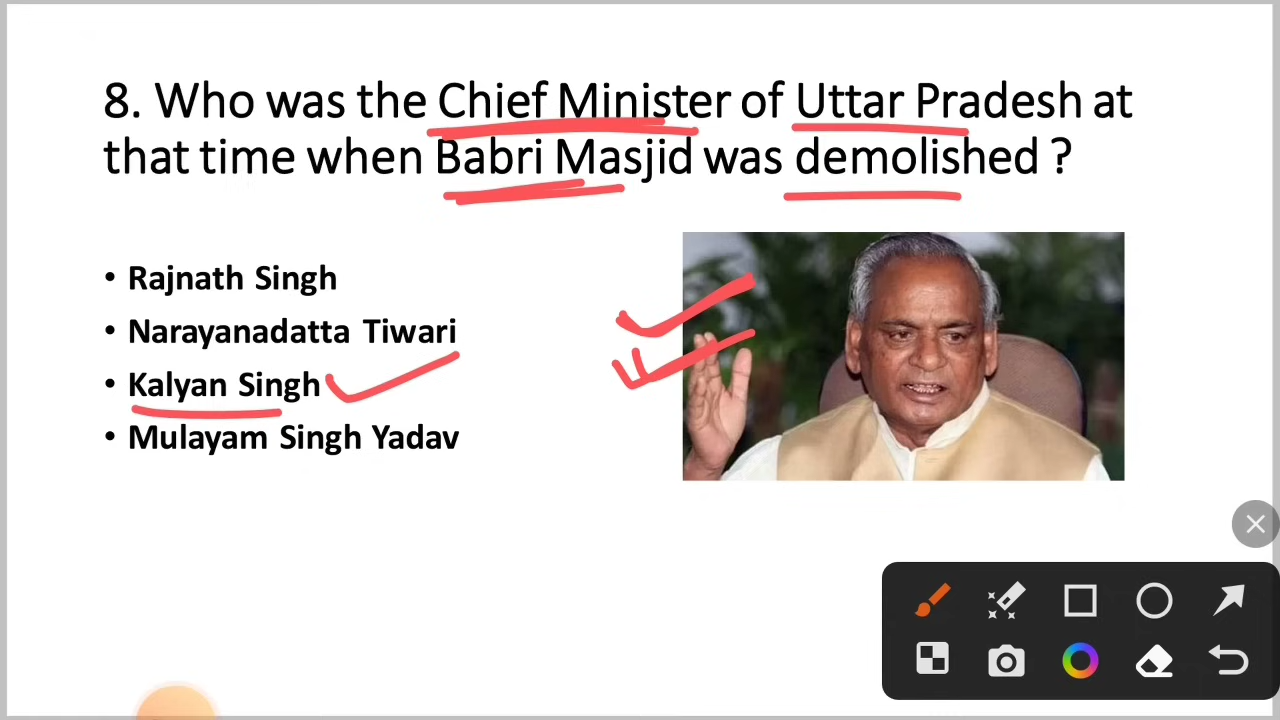 8. Who was the Chief Minister of Uttar Pradesh at
that time when Babri Masjid was demolished ?
• Rajnath Singh
• Narayanadatta Tiwari
• Kalyan Singh
• Mulayam Singh Yadav